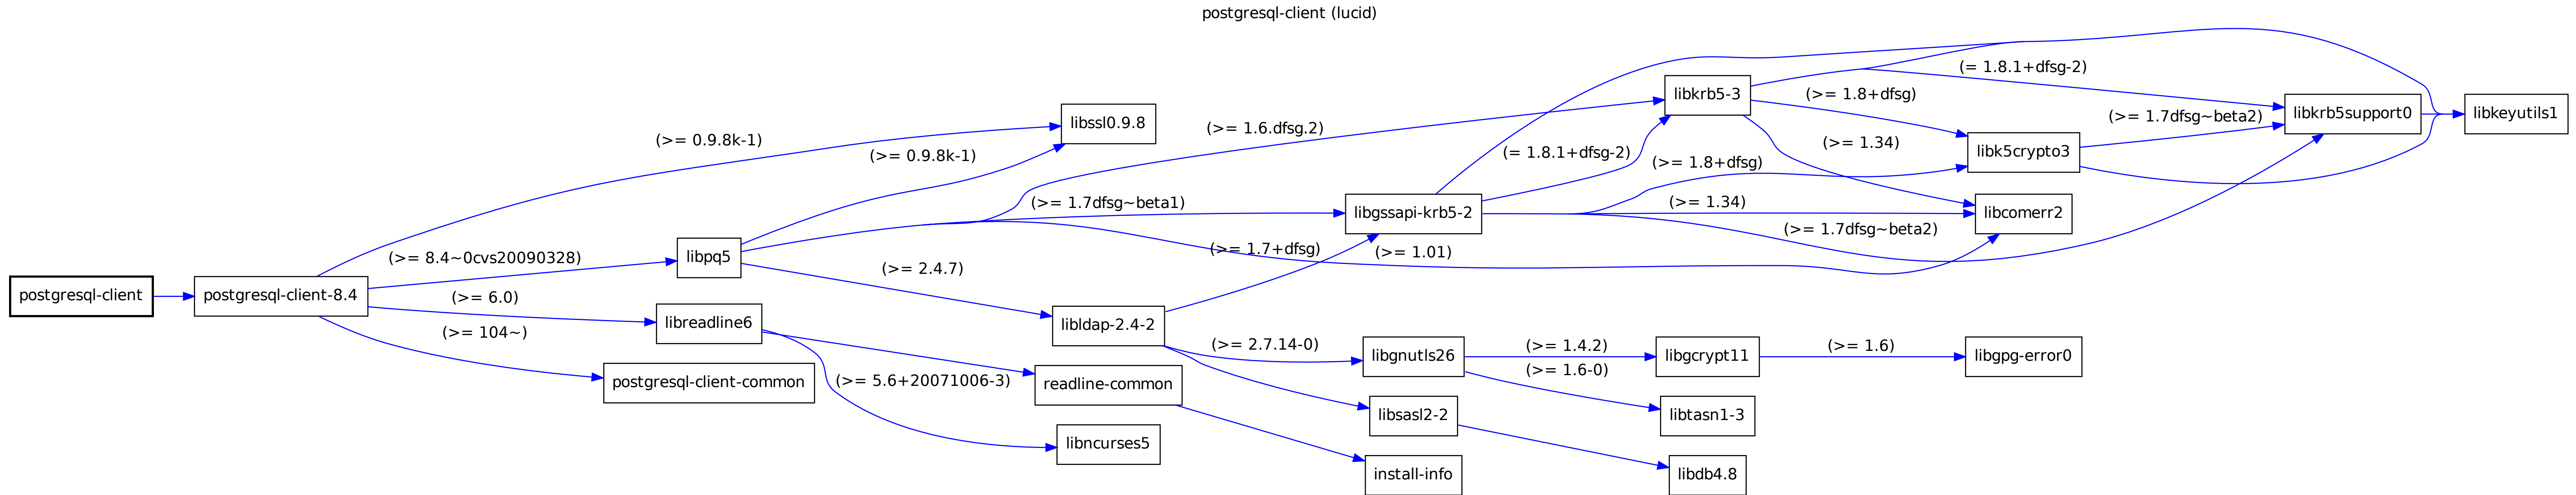 postgresql-client (lucid)
postgresql-client
postgresql-client-8.4
(>= 0.9.8k-1)
(>= 8.4~0cvs20090328)
(>= 6.0)
(>= 104~)
libpq5
libreadline6
postgresql-client-common
(>= 0.9.8k-1)
(>= 2.4.7)
(>= 5.6+20071006-3)
libssl0.9.8
libldap-2.4-2
readline-common
libncurses5
(>= 1.6.dfsg.2)
(>= 1.7dfsg~beta1)
(>= 1.7+dfsg)
(>= 1.01)
(>= 2.7.14-0)
libgssapi-krb5-2
libgnutls26
libsasl2-2
install-info
(= 1.8.1+dfsg-2)
(>= 1.8+dfsg)
(>= 1.34)
(>= 1.7dfsg~beta2)
(>= 1.4.2)
(>= 1.6-0)
libkrb5-3
libgcrypt11
libtasn1-3
libdb4.8
(= 1.8.1+dfsg-2)
(>= 1.8+dfsg)
(>= 1.34)
(>= 1.6)
libk5crypto3
libcomerr2
libgpg-error0
(>= 1.7dfsg~beta2)
libkrb5support0
libkeyutils1